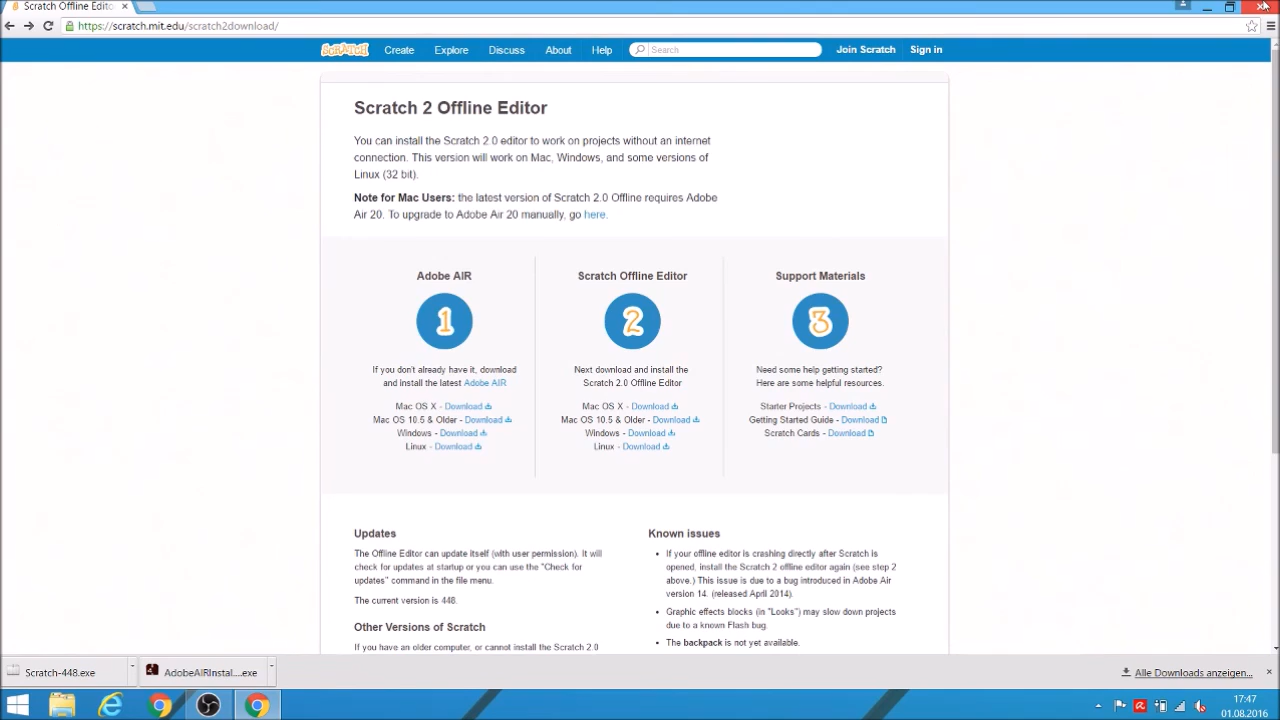 Scratch Offline Edito
https://scratch.mit.edu/scratch2download/
SCRATCH Create Explore Discuss About Help Search Join Scratch Sign in
Scratch 2 Offline Editor
You can install the Scratch 2.0 editor to work on projects without an internet
connection. This version will work on Mac, Windows, and some versions of
Linux (32 bit).
Note for Mac Users: the latest version of Scratch 2.0 Offline requires Adobe
Air 20. To upgrade to Adobe Air 20 manually, go here.
Adobe AIR
1
If you don't already have it, download
and install the latest Adobe AIR
Mac OS X - Download
Mac OS 10.5 & Older - Download
Windows - Download
Linux - Download
Scratch Offline Editor
2
Next download and install the
Scratch 2.0 Offline Editor
Mac OS X - Download
Mac OS 10.5 & Older - Download
Windows - Download
Linux - Download
Support Materials
3
Need some help getting started?
Here are some helpful resources.
Starter Projects - Download
Getting Started Guide - Download
Scratch Cards - Download
Updates
The Offline Editor can update itself (with user permission). It will
check for updates at startup or you can use the "Check for
updates" command in the file menu.
The current version is 448.
Other Versions of Scratch
If you have an older computer, or cannot install the Scratch 2.0
Known issues
If your offline editor is crashing directly after Scratch is
opened, install the Scratch 2 offline editor again (see step 2
above.) This issue is due to a bug introduced in Adobe Air
version 14. (released April 2014).
Graphic effects blocks (in "Looks") may slow down projects
due to a known Flash bug.
The backpack is not yet available.
Scratch-448.exe
AdobeAIRInstal....exe
Alle Downloads anzeigen...
17:47
01.08.2016